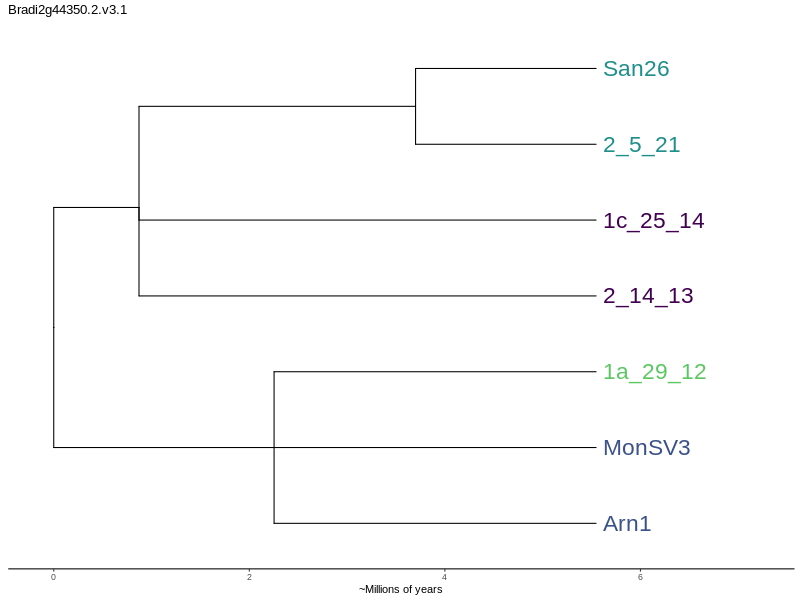 Bradi2g44350.2.v3.1
San26
2_5_21
1c_25_14
2_14_13
1a_29_12
MonSV3
Arn1
0 2 4 6
~Millions of years